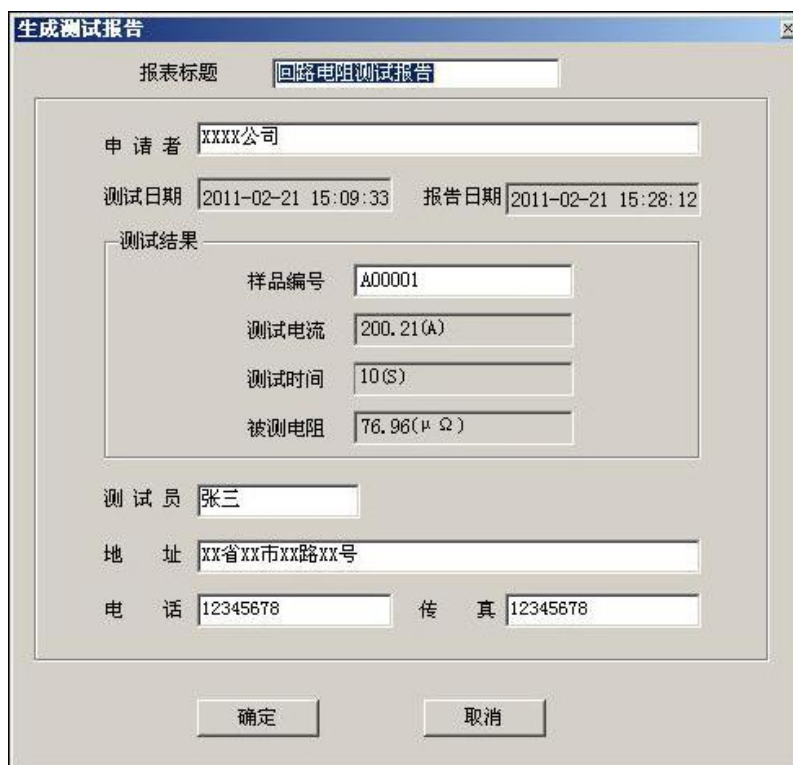 生成测试报告
报表标题 回路电阻测试报告
申请者 XXXX公司
测试日期 2011-02-21 15:09:33 报告日期 2011-02-21 15:28:12
测试结果
样品编号 A00001
测试电流 200.21(A)
测试时间 10(S)
被测电阻 76.96(μΩ)
测试员 张三
地址 XX省XX市XX路XX号
电话 12345678 传真 12345678
确定 取消